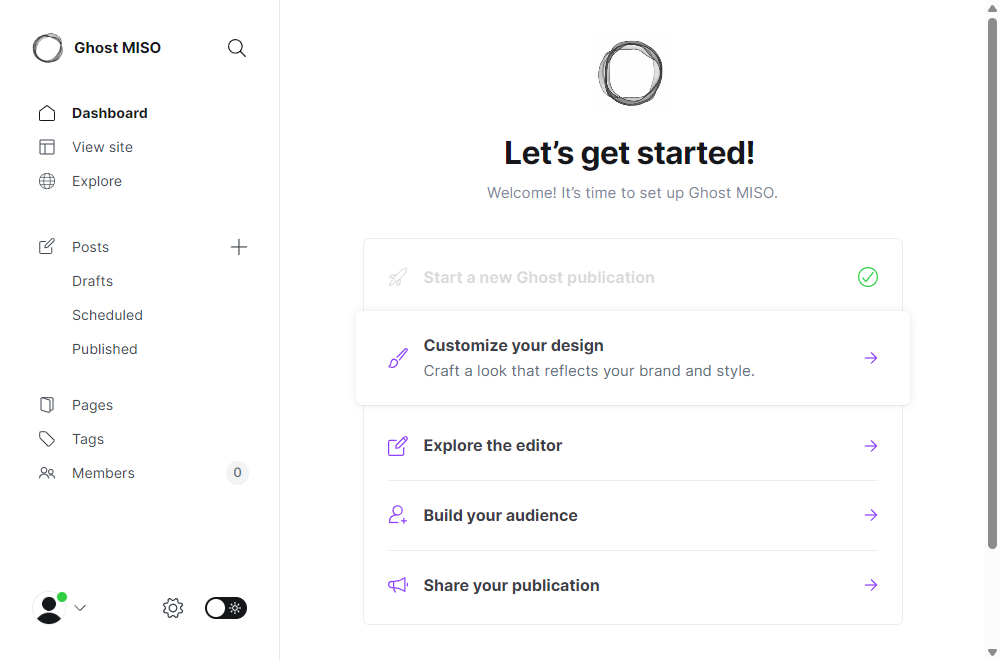 Ghost MISO
Dashboard
View site
Explore
Posts
Drafts
Scheduled
Published
Pages
Tags
Members
0
Let’s get started!
Welcome! It’s time to set up Ghost MISO.
Start a new Ghost publication
Customize your design
Craft a look that reflects your brand and style.
Explore the editor
Build your audience
Share your publication